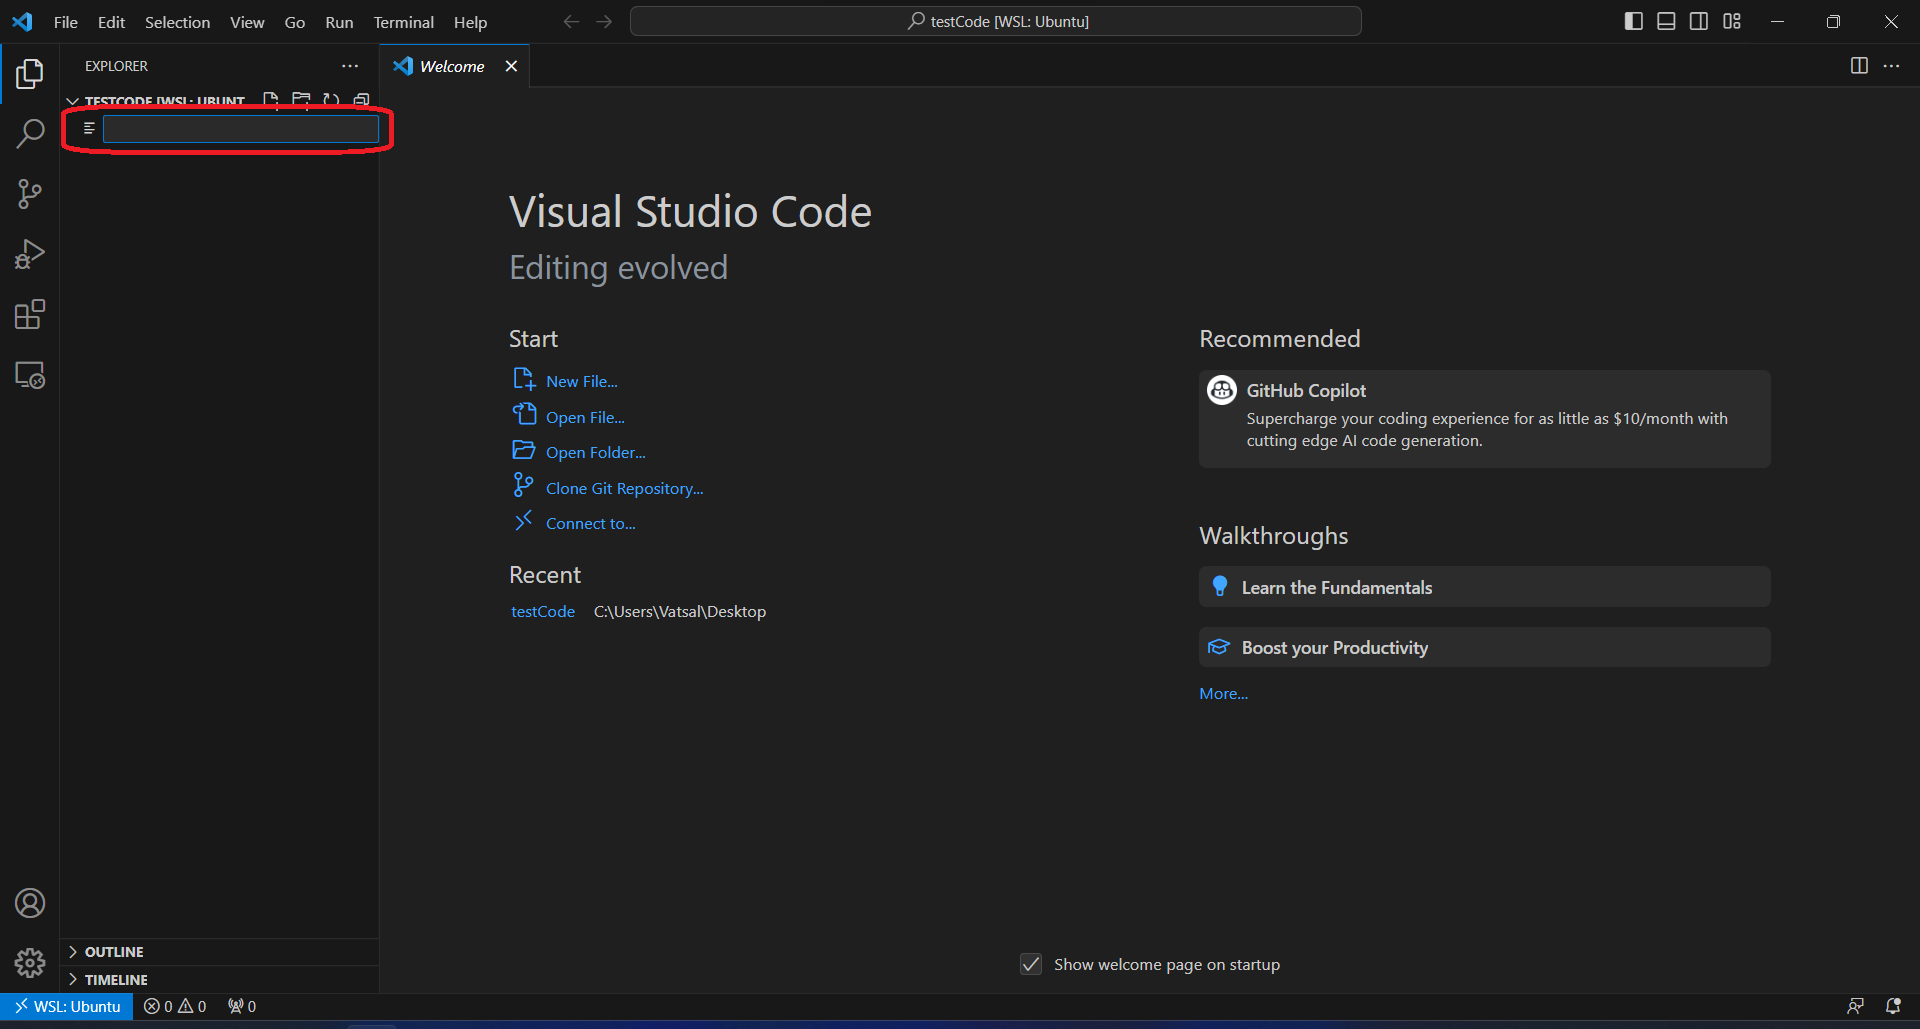 File Edit Selection View Go Run Terminal Help
testCode [WSL: Ubuntu]
EXPLORER
Welcome
TESTCODE [WSL: UBUNT
Visual Studio Code
Editing evolved
Start
New File...
Open File...
Open Folder...
Clone Git Repository...
Connect to...
Recent
testCode C:\Users\Vatsal\Desktop
Recommended
GitHub Copilot
Supercharge your coding experience for as little as $10/month with
cutting edge AI code generation.
Walkthroughs
Learn the Fundamentals
Boost your Productivity
More...
Show welcome page on startup
OUTLINE
TIMELINE
WSL: Ubuntu 0 0 0